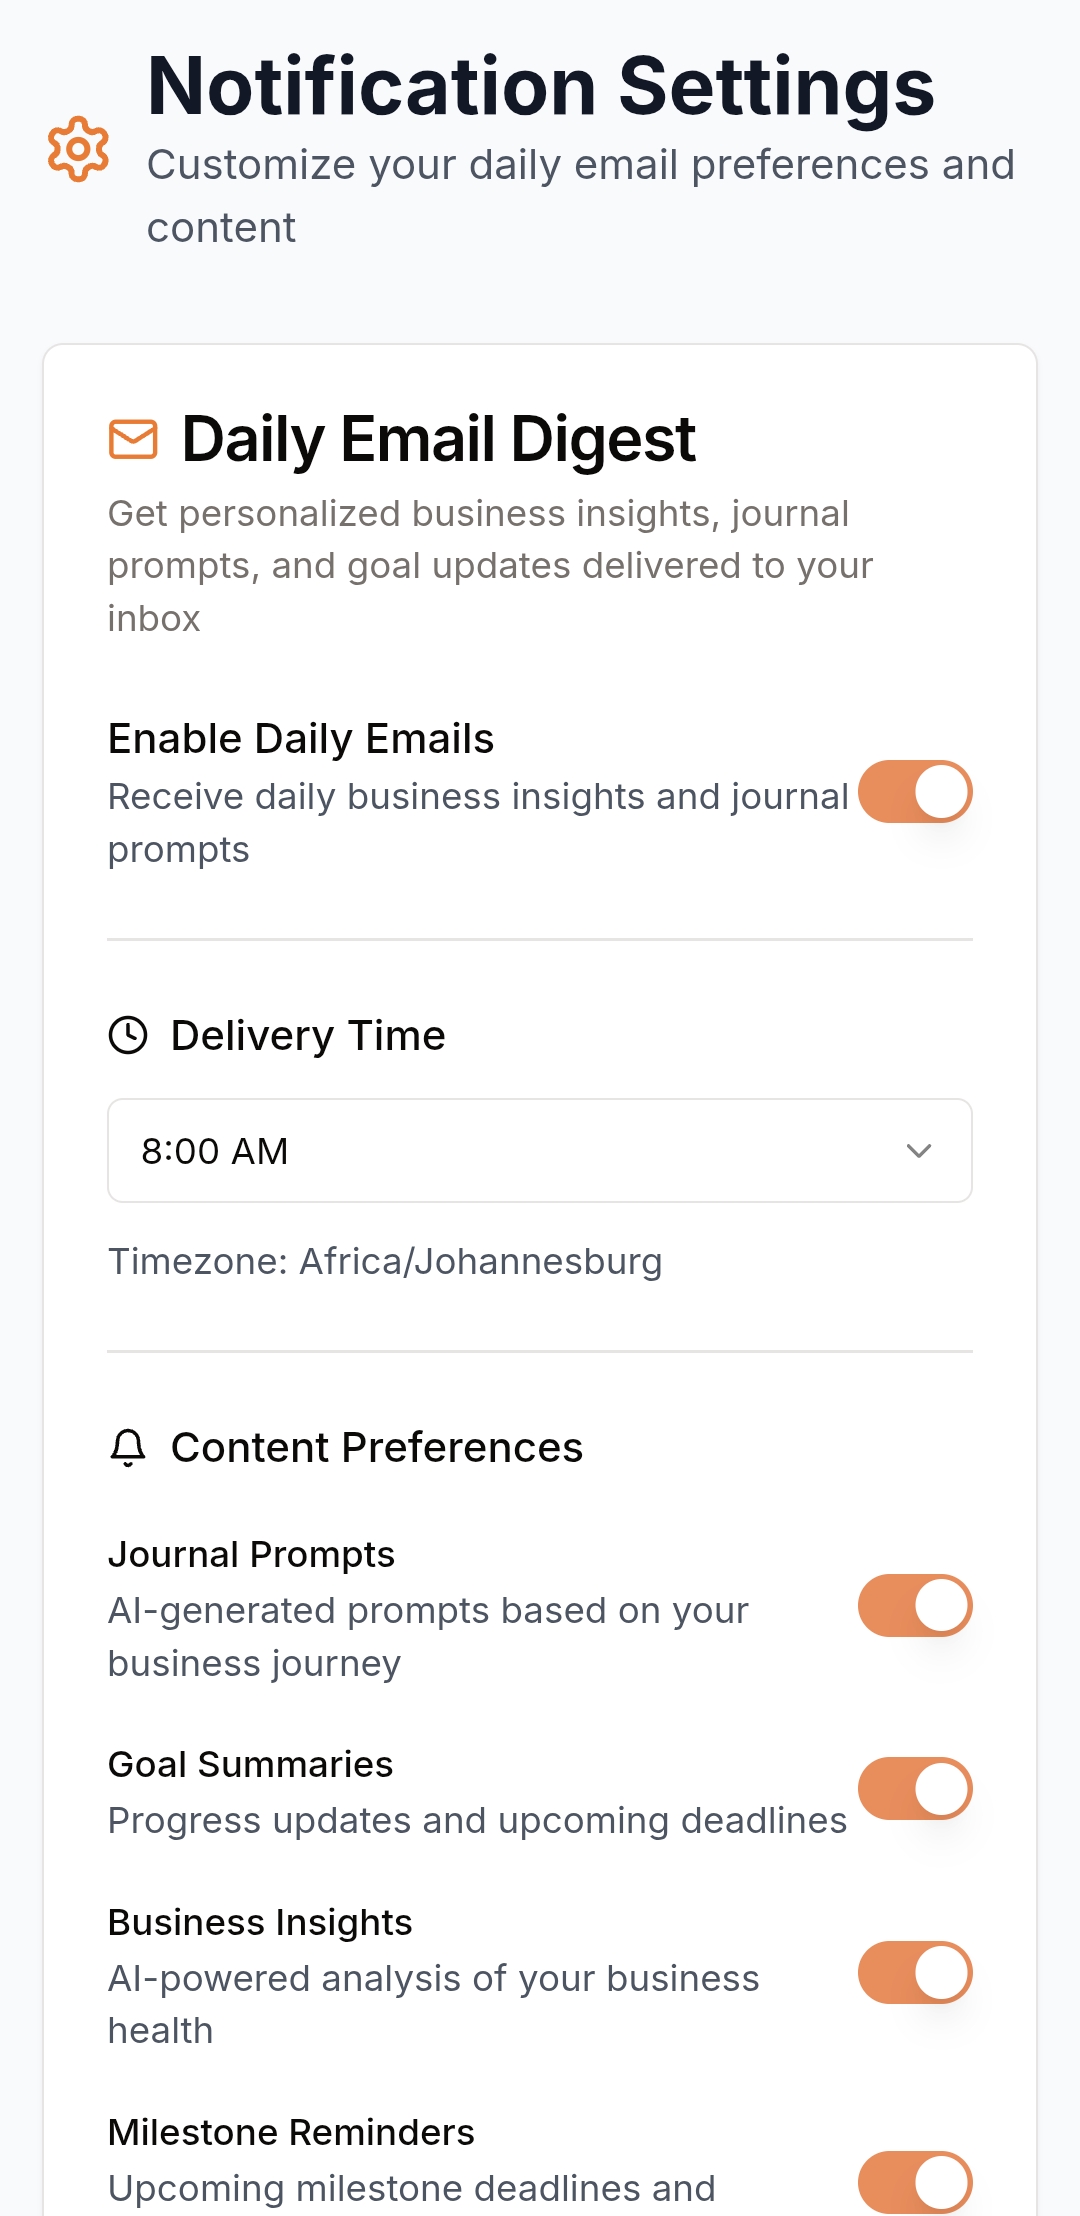 Notification Settings
Customize your daily email preferences and
content
Daily Email Digest
Get personalized business insights, journal
prompts, and goal updates delivered to your
inbox
Enable Daily Emails
Receive daily business insights and journal
prompts
Delivery Time
8:00 AM
Timezone: Africa/Johannesburg
Content Preferences
Journal Prompts
AI-generated prompts based on your
business journey
Goal Summaries
Progress updates and upcoming deadlines
Business Insights
AI-powered analysis of your business
health
Milestone Reminders
Upcoming milestone deadlines and